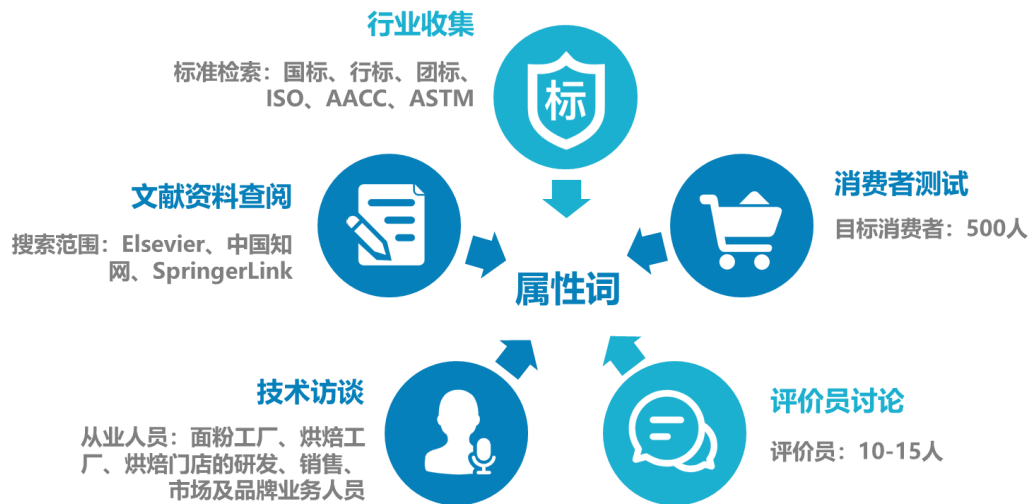 行业收集
标准检索：国标、行标、团标、
ISO、AACC、ASTM
标
文献资料查阅
搜索范围：Elsevier、中国知
网、SpringerLink
消费者测试
目标消费者：500人
属性词
技术访谈
从业人员：面粉工厂、烘焙工
厂、烘焙门店的研发、销售、
市场及品牌业务人员
评价员讨论
评价员：10-15人